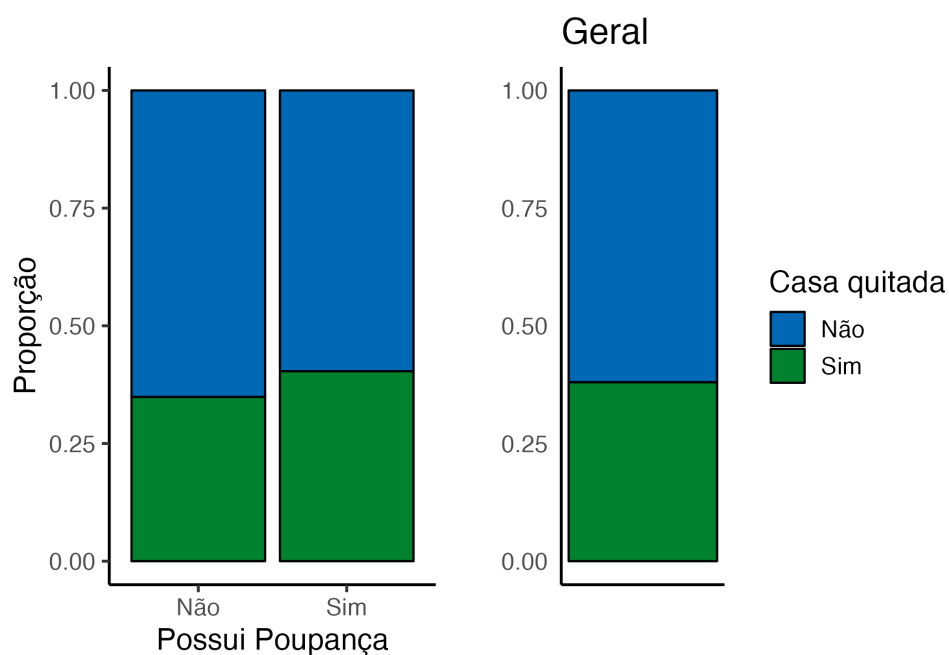 Geral
1.00
0.75
0.50
0.25
0.00
Proporção
Não Sim
Possui Poupança
1.00
0.75
0.50
0.25
0.00
Casa quitada
Não
Sim